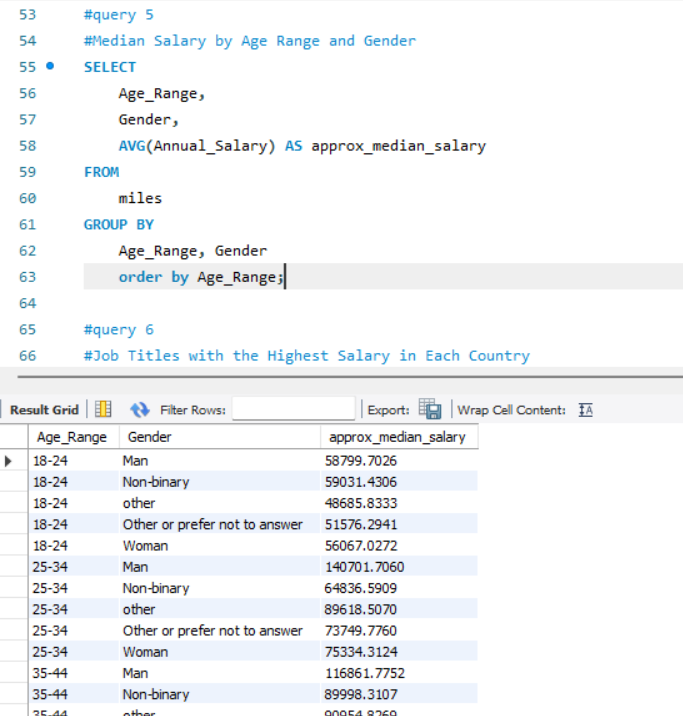 53 #query 5
54 #Median Salary by Age Range and Gender
55 SELECT
56 Age_Range,
57 Gender,
58 AVG(Annual_Salary) AS approx_median_salary
59 FROM
60 miles
61 GROUP BY
62 Age_Range, Gender
63 order by Age_Range;
64
65 #query 6
66 #Job Titles with the Highest Salary in Each Country
Result Grid Filter Rows: Export: Wrap Cell Content: IA
Age_Range Gender approx_median_salary
18-24 Man 58799.7026
18-24 Non-binary 59031.4306
18-24 other 48685.8333
18-24 Other or prefer not to answer 51576.2941
18-24 Woman 56067.0272
25-34 Man 140701.7060
25-34 Non-binary 64836.5909
25-34 other 89618.5070
25-34 Other or prefer not to answer 73749.7760
25-34 Woman 75334.3124
35-44 Man 116861.7752
35-44 Non-binary 89998.3107
35-44 other 90954.8269